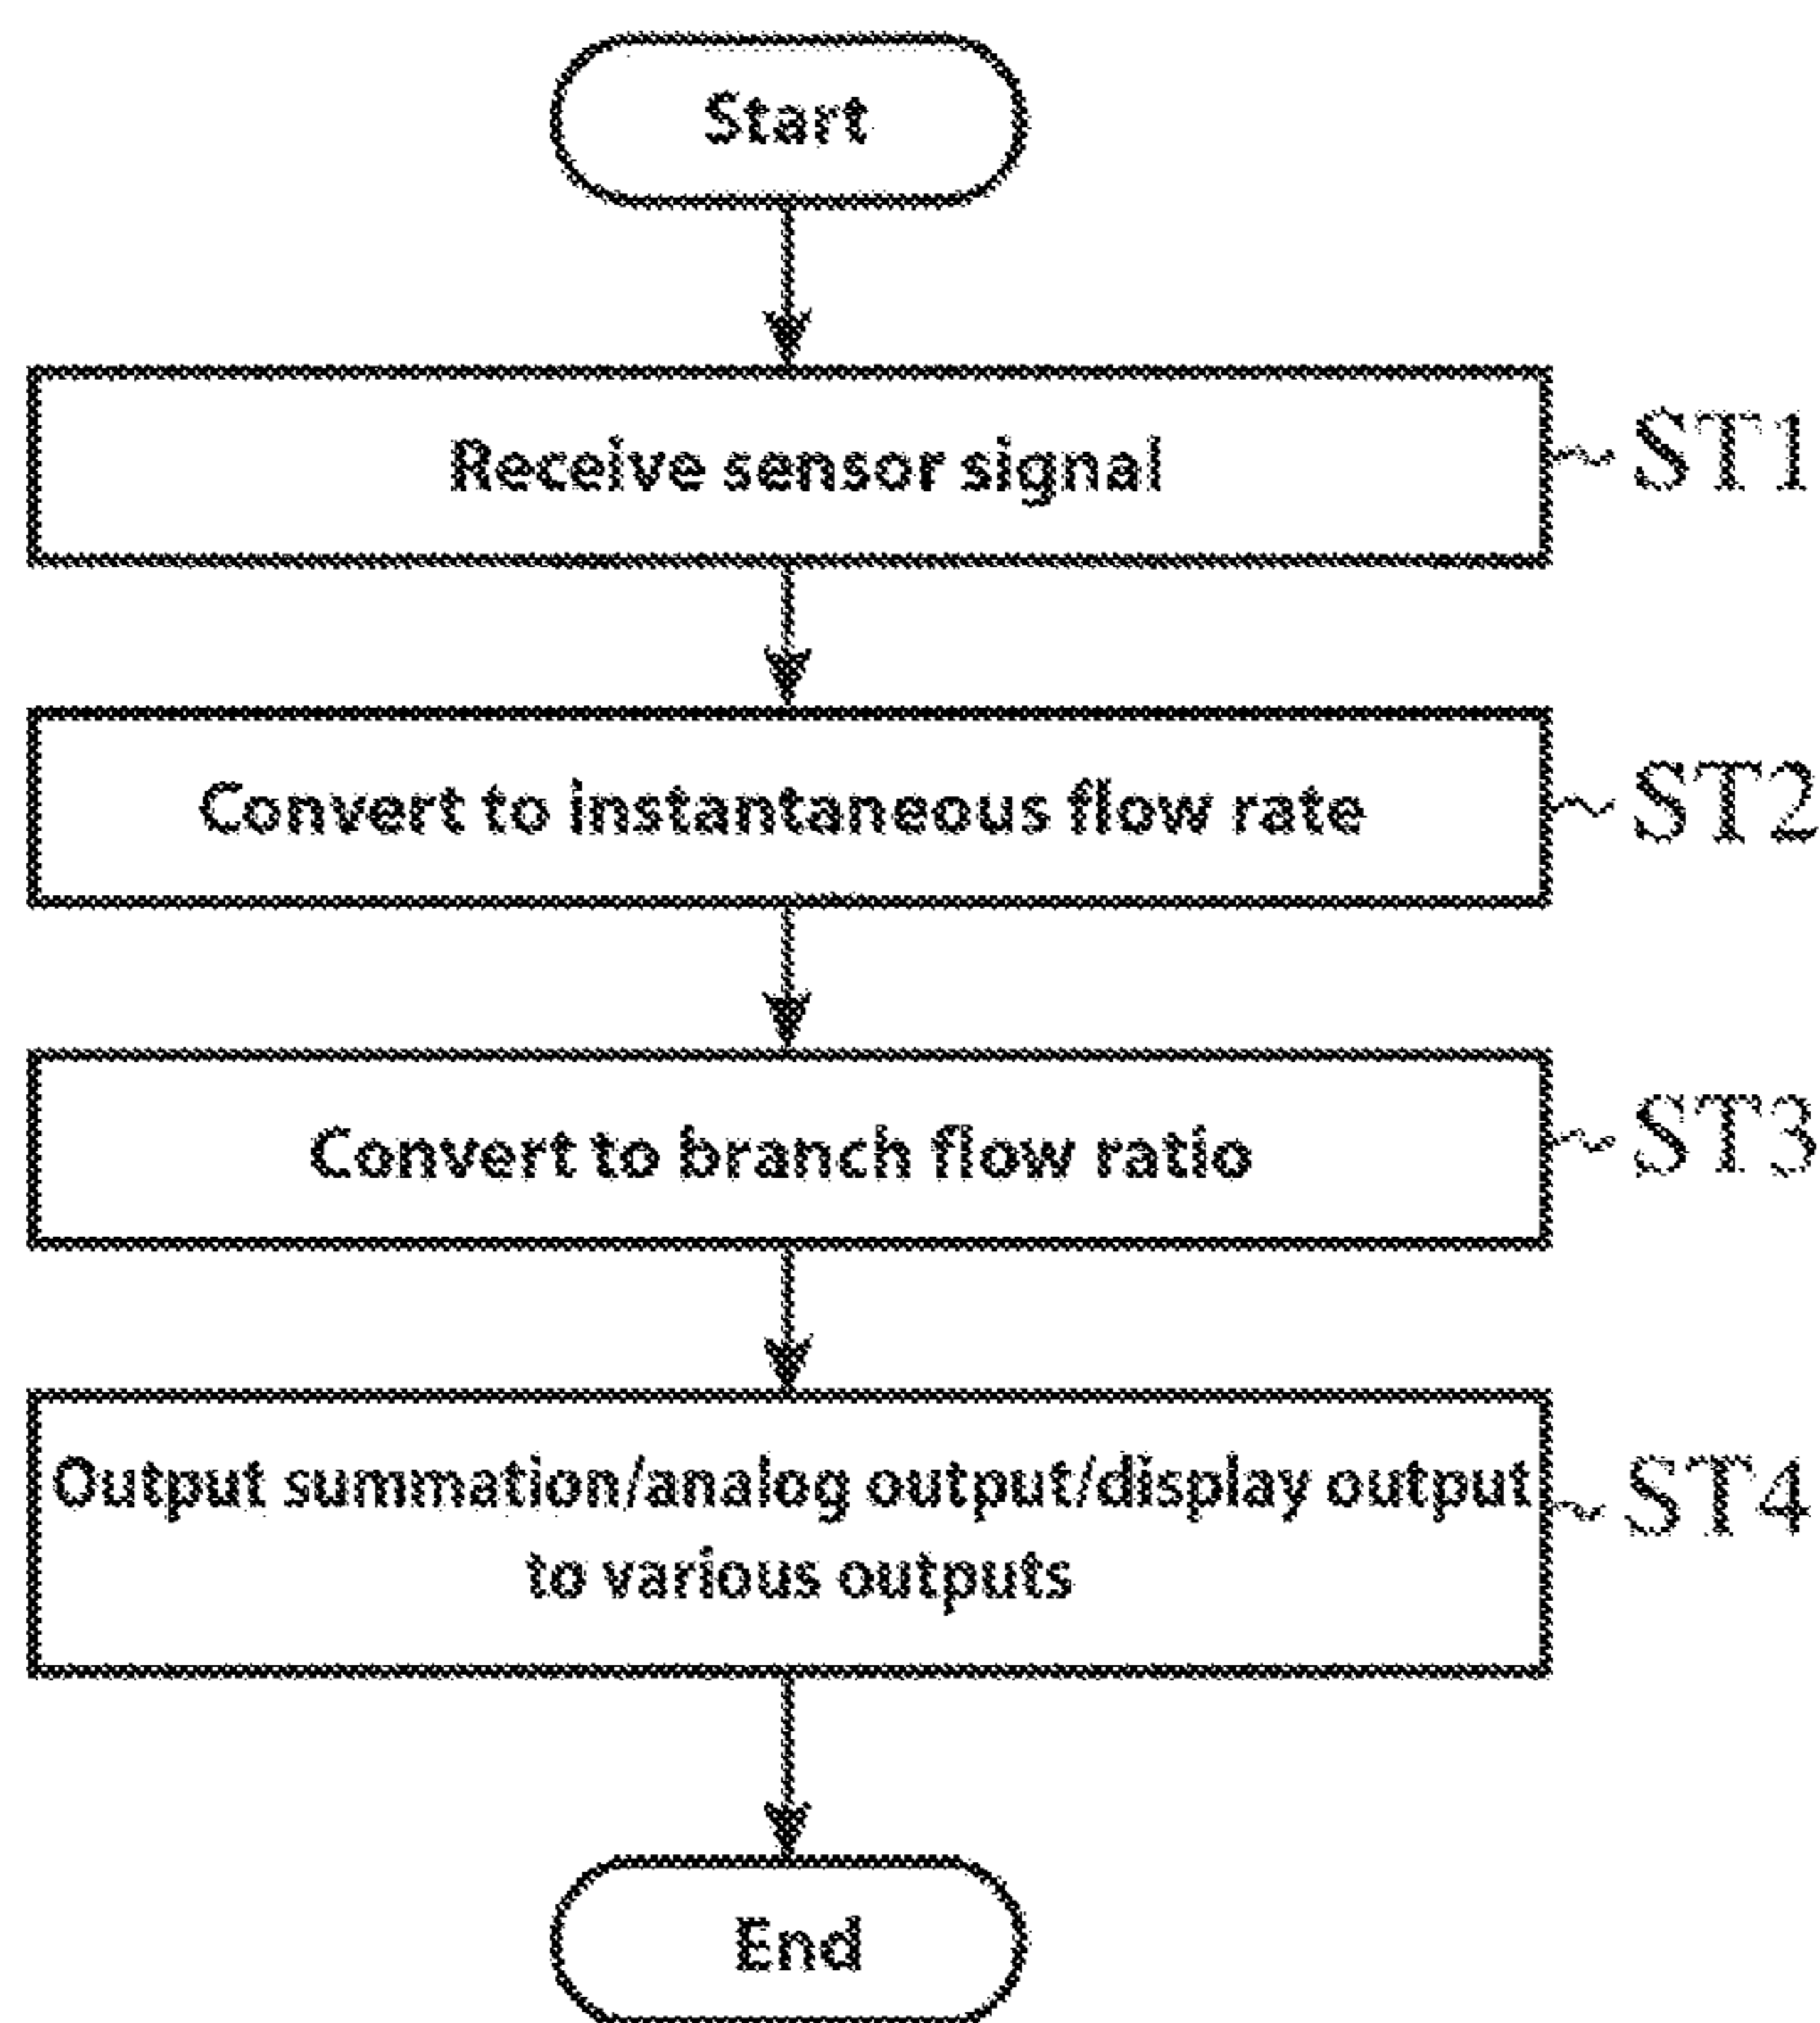 Start
Receive sensor signal
ST1
Convert to instantaneous flow rate
ST2
Convert to branch flow ratio
ST3
Output summation/analog output/display output
to various outputs
ST4
End